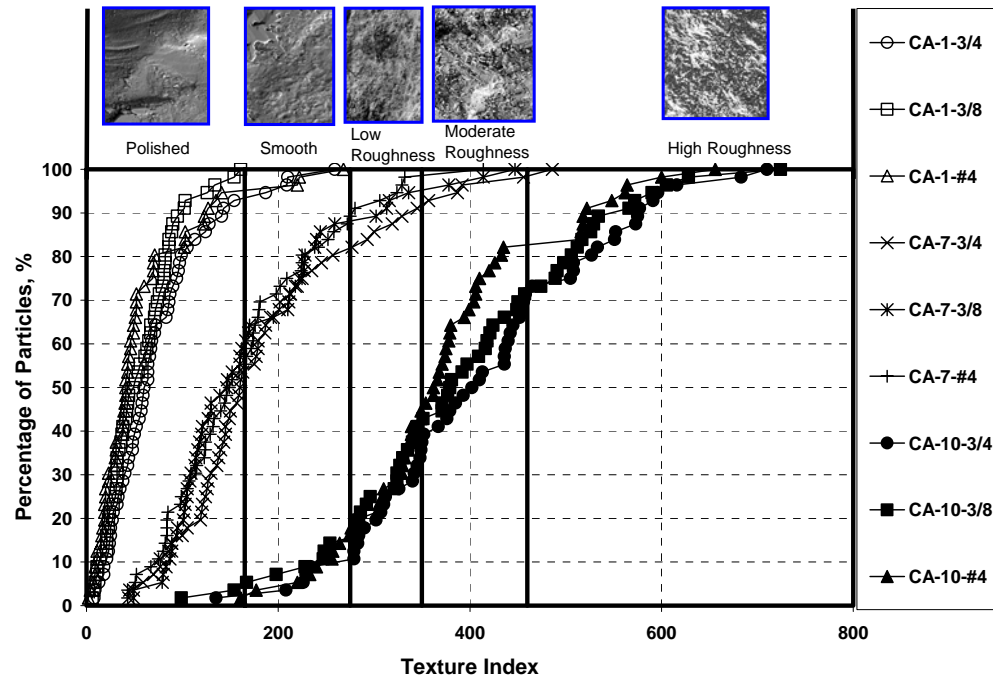 Polished
Smooth
Low
Roughness
Moderate
Roughness
High Roughness
100
90
80
70
60
50
40
30
20
10
0
Percentage of Particles, %
0
200
400
600
800
Texture Index
CA-1-3/4
CA-1-3/8
CA-1-#4
CA-7-3/4
CA-7-3/8
CA-7-#4
CA-10-3/4
CA-10-3/8
CA-10-#4